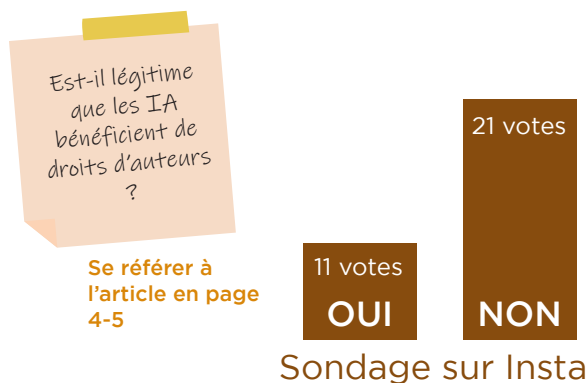 Est-il légitime
que les IA
bénéficient de
droits d'auteurs
?
Se référer à
l'article en page
4-5
11 votes
OUI
21 votes
NON
Sondage sur Insta